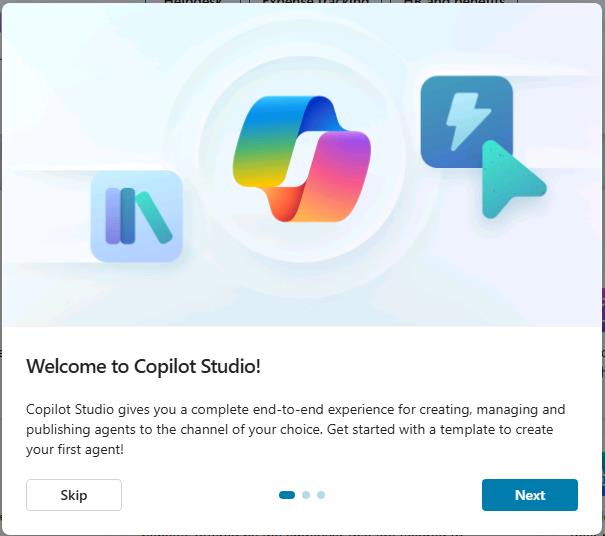 Helpdesk Expense Tracking HR and benefits
Welcome to Copilot Studio!
Copilot Studio gives you a complete end-to-end experience for creating, managing and
publishing agents to the channel of your choice. Get started with a template to create
your first agent!
Skip Next